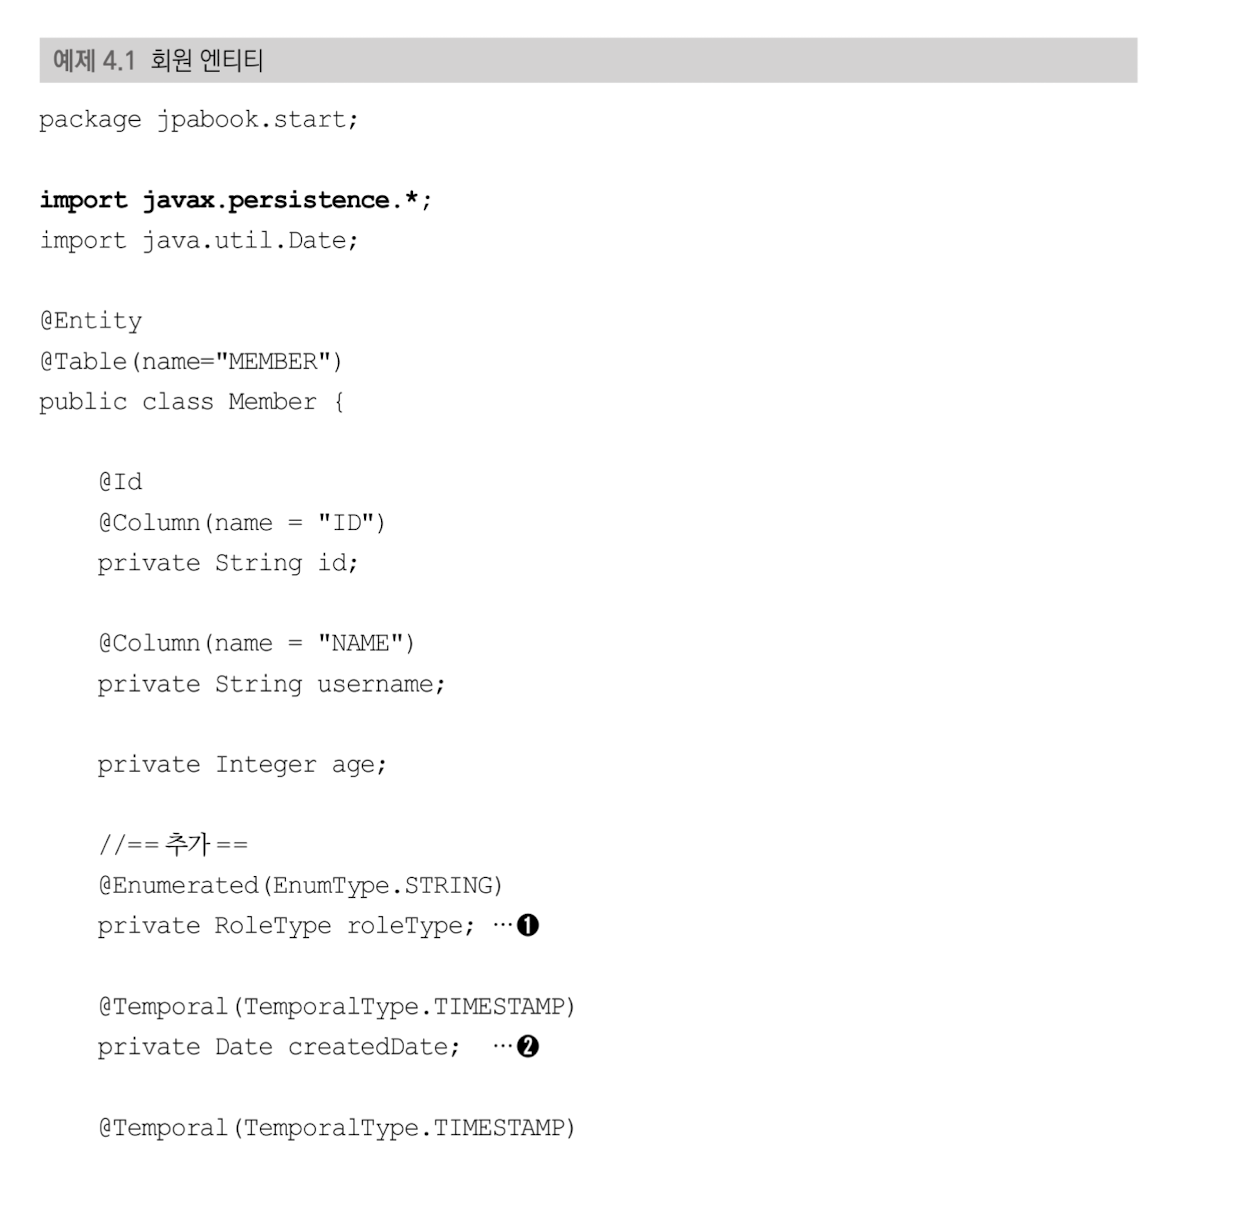 예제 4.1 회원 엔티티
package jpabook.start;
import javax.persistence.*;
import java.util.Date;
@Entity
@Table(name="MEMBER")
public class Member {
@Id
@Column(name = "ID")
private String id;
@Column(name = "NAME")
private String username;
private Integer age;
//== 추가 ==
@Enumerated(EnumType.STRING)
private RoleType roleType; …❶
@Temporal(TemporalType.TIMESTAMP)
private Date createdDate; …❷
@Temporal(TemporalType.TIMESTAMP)